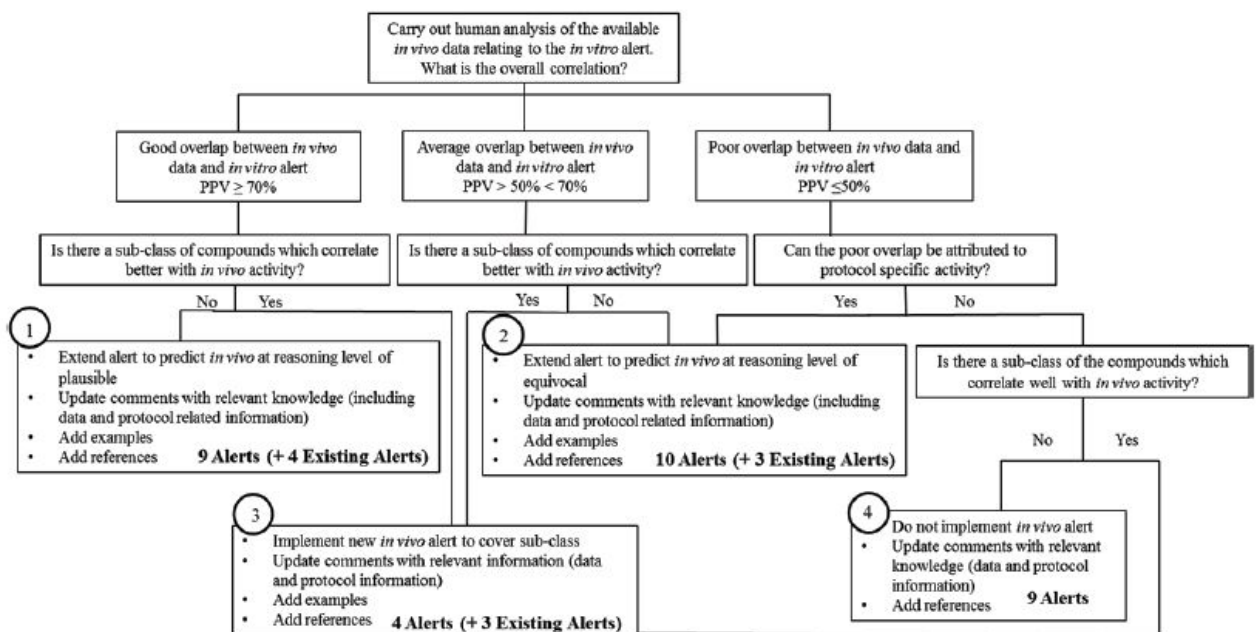 Carry out human analysis of the available
in vivo data relating to the in vitro alert.
What is the overall correlation?
Good overlap between in vivo
data and in vitro alert
PPV ≥ 70%
Average overlap between in vivo
data and in vitro alert
PPV > 50% < 70%
Poor overlap between in vivo data and
in vitro alert
PPV ≤50%
Is there a sub-class of compounds which correlate
better with in vivo activity?
Is there a sub-class of compounds which correlate
better with in vivo activity?
Can the poor overlap be attributed to
protocol specific activity?
No Yes
Yes No
Yes No
1
• Extend alert to predict in vivo at reasoning level of
plausible
• Update comments with relevant knowledge (including
data and protocol related information)
• Add examples
• Add references 9 Alerts (+ 4 Existing Alerts)
2
• Extend alert to predict in vivo at reasoning level of
equivocal
• Update comments with relevant knowledge (including
data and protocol related information)
• Add examples
• Add references 10 Alerts (+ 3 Existing Alerts)
Is there a sub-class of the compounds which
correlate well with in vivo activity?
No Yes
3
• Implement new in vivo alert to cover sub-class
• Update comments with relevant information (data
and protocol information)
• Add examples
• Add references 4 Alerts (+ 3 Existing Alerts)
4
• Do not implement in vivo alert
• Update comments with relevant
knowledge (data and protocol
information)
• Add references 9 Alerts